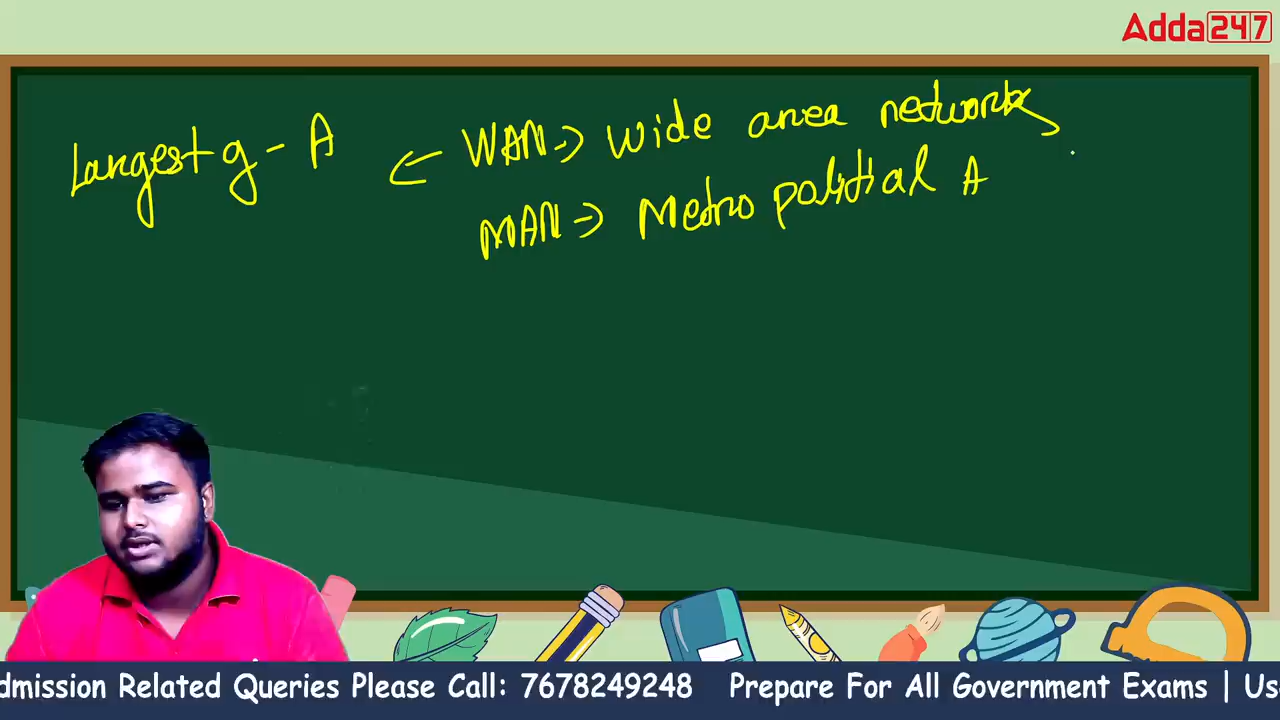 Adda247
Largest g - A ← WAN => Wide area network
MAN => Metro politial A
dmission Related Queries Please Call: 7678249248 Prepare For All Government Exams | Us